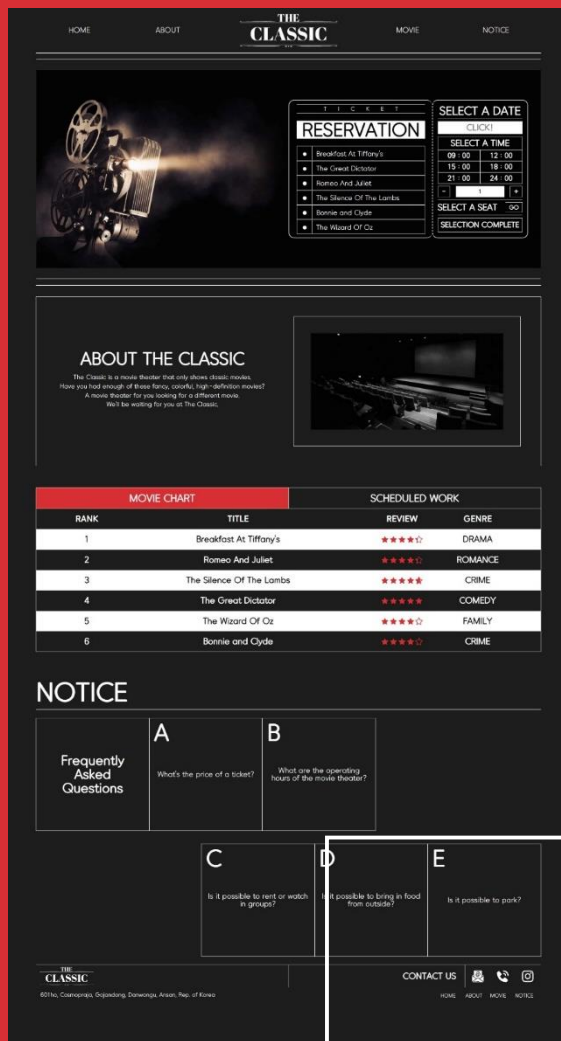 HOME ABOUT THE CLASSIC MOVIE NOTICE
TICKET
RESERVATION
Breakfast At Tiffany's
The Great Dictator
Romeo And Juliet
The Silence Of The Lambs
Bonnie and Clyde
The Wizard Of Oz
SELECT A DATE
CLICK!
SELECT A TIME
09 : 00 12 : 00
15 : 00 18 : 00
21 : 00 24 : 00
- 1 +
SELECT A SEAT GO
SELECTION COMPLETE
ABOUT THE CLASSIC
The Classic is a movie theater that only shows classic movies.
Have you had enough of these fancy, colorful, high-definition movies?
A movie theater for you looking for a different movie.
We'll be waiting for you at The Classic.
MOVIE CHART SCHEDULED WORK
RANK TITLE REVIEW GENRE
1 Breakfast At Tiffany's ★★★★☆ DRAMA
2 Romeo And Juliet ★★★★☆ ROMANCE
3 The Silence Of The Lambs ★★★★★ CRIME
4 The Great Dictator ★★★★★ COMEDY
5 The Wizard Of Oz ★★★★☆ FAMILY
6 Bonnie and Clyde ★★★★☆ CRIME
NOTICE
Frequently
Asked
Questions
A
What's the price of a ticket?
B
What are the operating
hours of the movie theater?
C
Is it possible to rent or watch
in groups?
D
Is it possible to bring in food
from outside?
E
Is it possible to park?
THE
CLASSIC
601ho, Cosmopraja, Gojandong, Danwongu, Ansan, Rep. of Korea
CONTACT US
HOME ABOUT MOVIE NOTICE